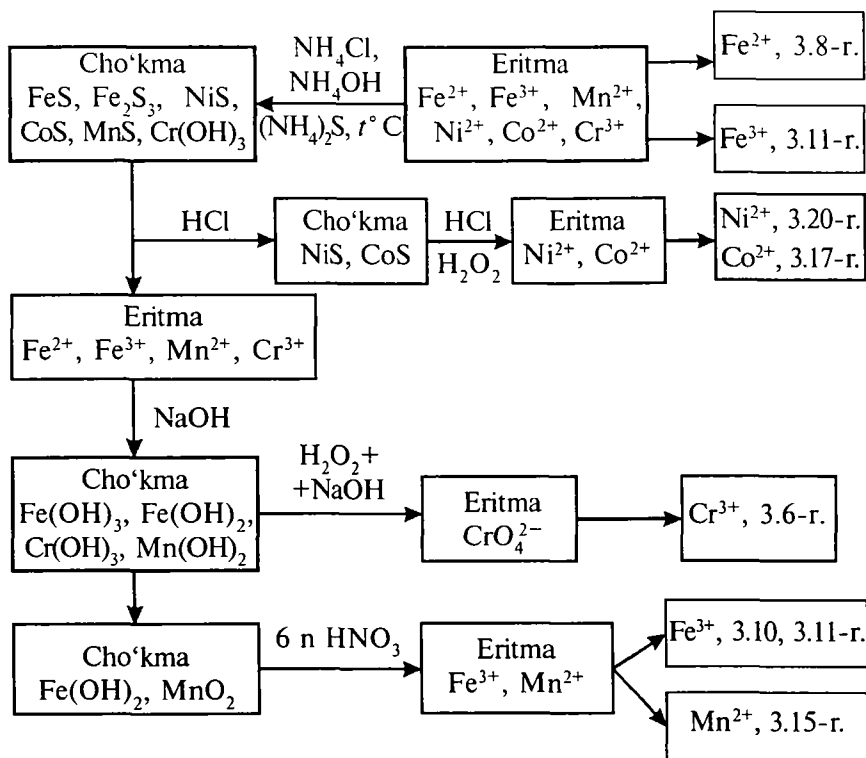 Cho‘kma
FeS, Fe₂S₃, NiS,
CoS, MnS, Cr(OH)₃
NH₄Cl,
NH₄OH
(NH₄)₂S, t° C
Eritma
Fe²⁺, Fe³⁺, Mn²⁺,
Ni²⁺, Co²⁺, Cr³⁺
Fe²⁺, 3.8-r.
Fe³⁺, 3.11-r.
HCl
Cho‘kma
NiS, CoS
HCl
H₂O₂
Eritma
Ni²⁺, Co²⁺
Ni²⁺, 3.20-r.
Co²⁺, 3.17-r.
Eritma
Fe²⁺, Fe³⁺, Mn²⁺, Cr³⁺
NaOH
Cho‘kma
Fe(OH)₃, Fe(OH)₂,
Cr(OH)₃, Mn(OH)₂
H₂O₂+
+NaOH
Eritma
CrO₄²⁻
Cr³⁺, 3.6-r.
Cho‘kma
Fe(OH)₂, MnO₂
6 n HNO₃
Eritma
Fe³⁺, Mn²⁺
Fe³⁺, 3.10, 3.11-r.
Mn²⁺, 3.15-r.